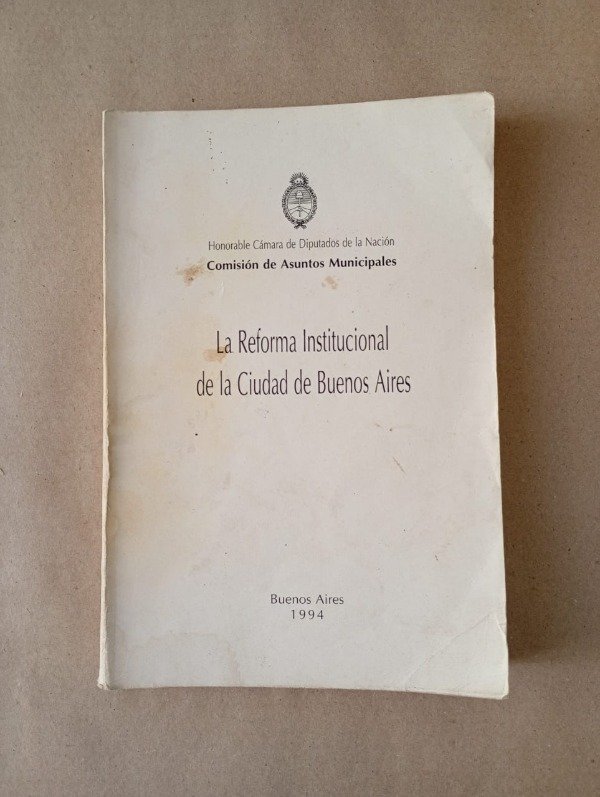 Honorable Cámara de Diputados de la Nación
Comisión de Asuntos Municipales
La Reforma Institucional
de la Ciudad de Buenos Aires
Buenos Aires
1994